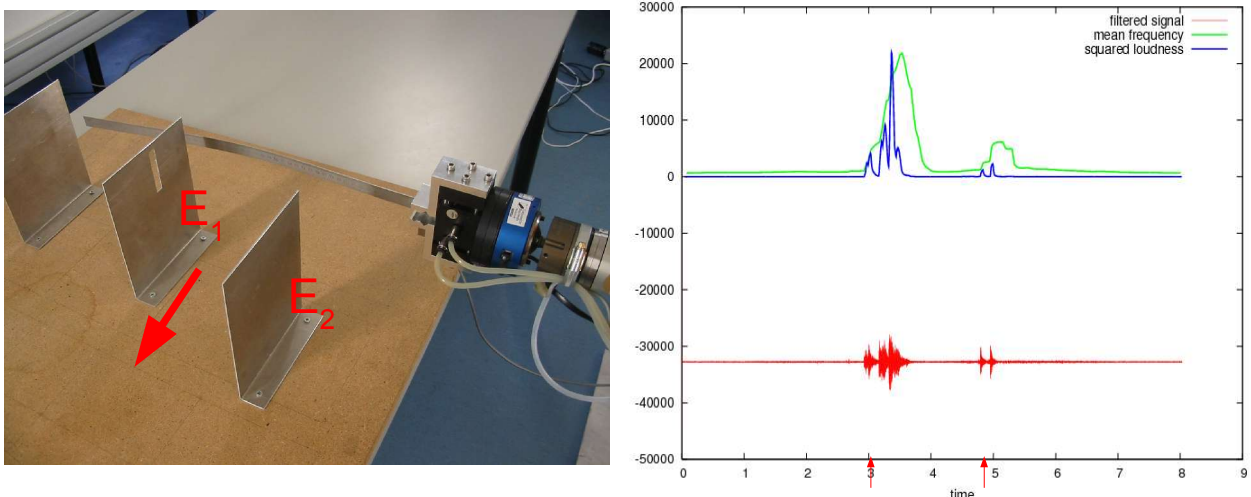 E1
E2
30000
20000
10000
0
-10000
-20000
-30000
-40000
-50000
filtered signal
mean frequency
squared loudness
0 1 2 3 4 5 6 7 8 9
time